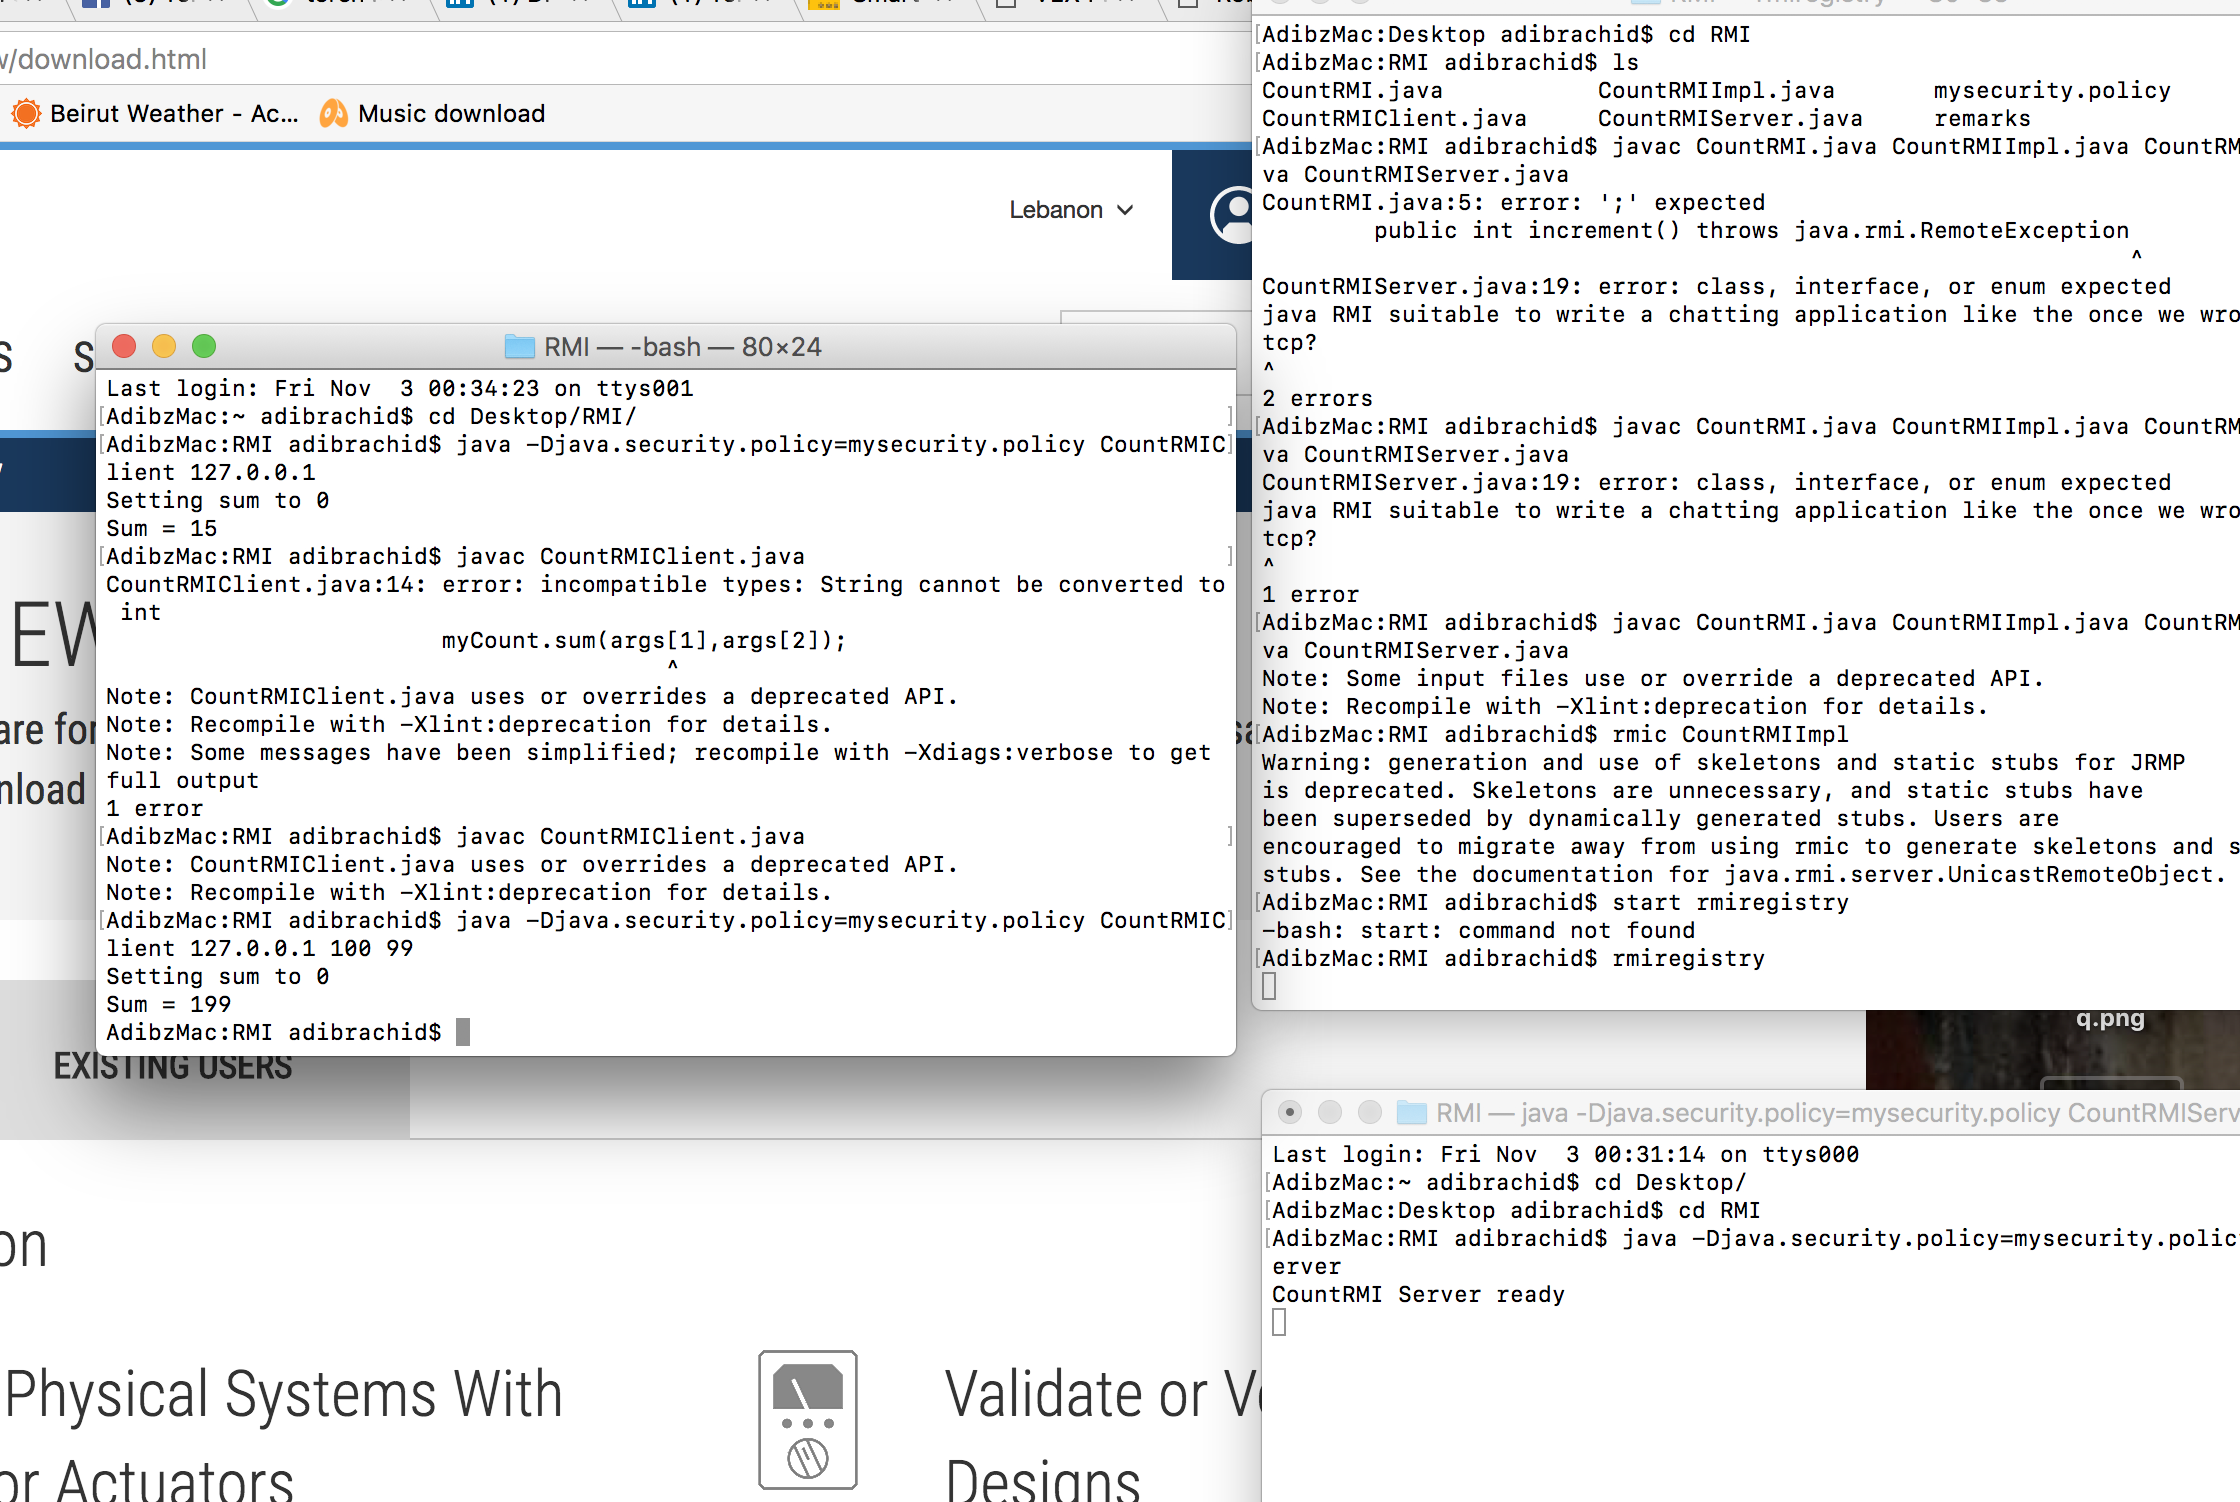 w/download.html
Beirut Weather - Ac...
Music download
Lebanon
RMI — -bash — 80×24
Last login: Fri Nov  3 00:34:23 on ttys001
AdibzMac:~ adibrachid$ cd Desktop/RMI/
AdibzMac:RMI adibrachid$ java -Djava.security.policy=mysecurity.policy CountRMIC
lient 127.0.0.1
Setting sum to 0
Sum = 15
AdibzMac:RMI adibrachid$ javac CountRMIClient.java
CountRMIClient.java:14: error: incompatible types: String cannot be converted to
 int
                        myCount.sum(args[1],args[2]);
                                        ^
Note: CountRMIClient.java uses or overrides a deprecated API.
Note: Recompile with -Xlint:deprecation for details.
Note: Some messages have been simplified; recompile with -Xdiags:verbose to get
full output
1 error
AdibzMac:RMI adibrachid$ javac CountRMIClient.java
Note: CountRMIClient.java uses or overrides a deprecated API.
Note: Recompile with -Xlint:deprecation for details.
AdibzMac:RMI adibrachid$ java -Djava.security.policy=mysecurity.policy CountRMIC
lient 127.0.0.1 100 99
Setting sum to 0
Sum = 199
AdibzMac:RMI adibrachid$
AdibzMac:Desktop adibrachid$ cd RMI
AdibzMac:RMI adibrachid$ ls
CountRMI.java           CountRMIImpl.java       mysecurity.policy
CountRMIClient.java     CountRMIServer.java     remarks
AdibzMac:RMI adibrachid$ javac CountRMI.java CountRMIImpl.java CountRM
va CountRMIServer.java
CountRMI.java:5: error: ';' expected
        public int increment() throws java.rmi.RemoteException
                                                              ^
CountRMIServer.java:19: error: class, interface, or enum expected
java RMI suitable to write a chatting application like the once we wro
tcp?
^
2 errors
AdibzMac:RMI adibrachid$ javac CountRMI.java CountRMIImpl.java CountRM
va CountRMIServer.java
CountRMIServer.java:19: error: class, interface, or enum expected
java RMI suitable to write a chatting application like the once we wro
tcp?
^
1 error
AdibzMac:RMI adibrachid$ javac CountRMI.java CountRMIImpl.java CountRM
va CountRMIServer.java
Note: Some input files use or override a deprecated API.
Note: Recompile with -Xlint:deprecation for details.
AdibzMac:RMI adibrachid$ rmic CountRMIImpl
Warning: generation and use of skeletons and static stubs for JRMP
is deprecated. Skeletons are unnecessary, and static stubs have
been superseded by dynamically generated stubs. Users are
encouraged to migrate away from using rmic to generate skeletons and s
stubs. See the documentation for java.rmi.server.UnicastRemoteObject.
AdibzMac:RMI adibrachid$ start rmiregistry
-bash: start: command not found
AdibzMac:RMI adibrachid$ rmiregistry
q.png
RMI — java -Djava.security.policy=mysecurity.policy CountRMIServ
Last login: Fri Nov  3 00:31:14 on ttys000
AdibzMac:~ adibrachid$ cd Desktop/
AdibzMac:Desktop adibrachid$ cd RMI
AdibzMac:RMI adibrachid$ java -Djava.security.policy=mysecurity.polic
erver
CountRMI Server ready
EW
are for
nload
EXISTING USERS
on
Physical Systems With
or Actuators
Validate or Ve
Designs